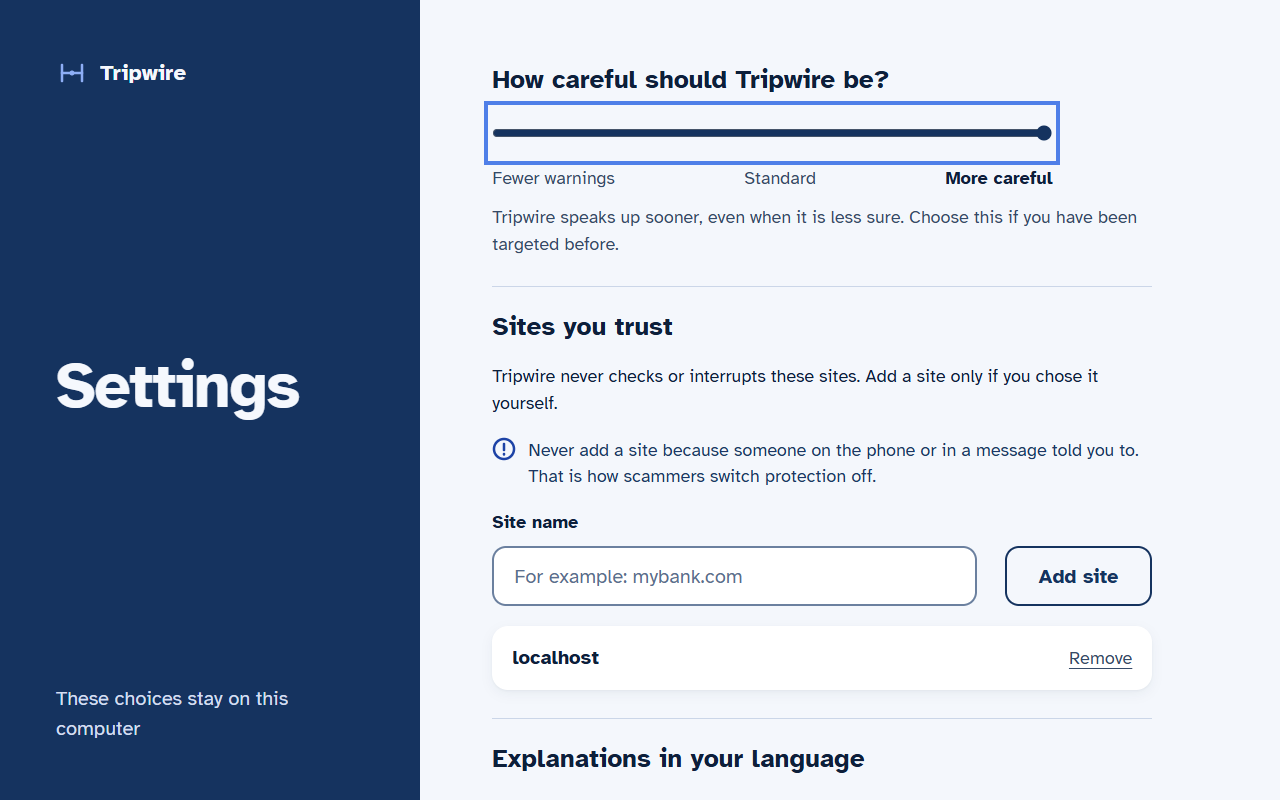 Tripwire
Settings
These choices stay on this
computer
How careful should Tripwire be?
Fewer warnings
Standard
More careful
Tripwire speaks up sooner, even when it is less sure. Choose this if you have been
targeted before.
Sites you trust
Tripwire never checks or interrupts these sites. Add a site only if you chose it
yourself.
Never add a site because someone on the phone or in a message told you to.
That is how scammers switch protection off.
Site name
For example: mybank.com
Add site
localhost
Remove
Explanations in your language